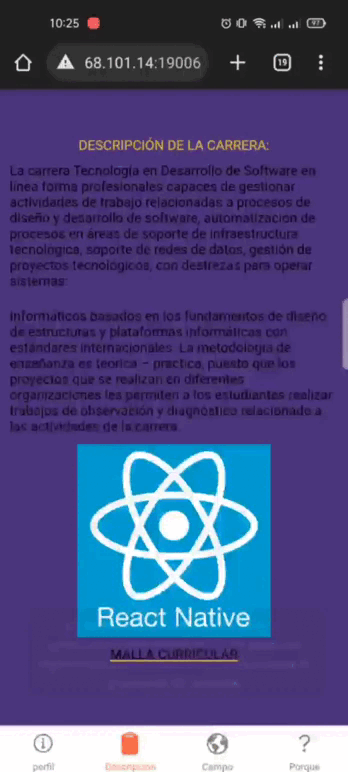 10:25
97
68.101.14:19006
19
DESCRIPCIÓN DE LA CARRERA:
La carrera Tecnología en Desarrollo de Software en
línea forma profesionales capaces de gestionar
actividades de trabajo relacionadas a procesos de
diseño y desarrollo de software, automatizacion de
procesos en áreas de soporte de infraestructura
tecnológica, soporte de redes de datos, gestión de
proyectos tecnológicos, con destrezas para operar
sistemas
Informáticos basados en los fundamentos de diseño
de estructuras y plataformas informáticas con
estándares internacionales. La metodología de
enseñanza es teórica – practica, puesto que los
proyectos que se realizan en diferentes
organizaciones les permiten a los estudiantes realizar
trabajos de observación y diagnóstico relacionado a
las actividades de la carrera
React Native
MALLA CURRICULAR
perfil
Descripcion
Campo
Porque